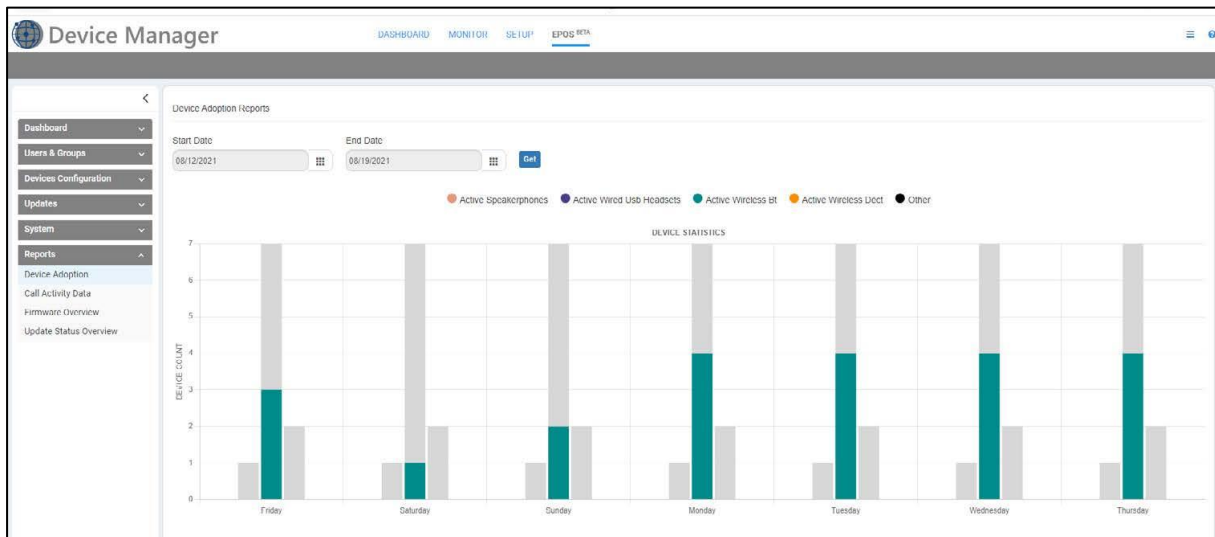 Device Manager
DASHBOARD MONITOR SETUP EPOS BETA
Device Adoption Reports
Dashboard
Users & Groups
Devices Configuration
Updates
System
Reports
Device Adoption
Call Activity Data
Firmware Overview
Update Status Overview
Start Date End Date
08/12/2021 08/19/2021 Get
Active Speakerphones Active Wired Usb Headsets Active Wireless Bt Active Wireless Dect Other
DEVICE STATISTICS
DEVICE COUNT
7
6
5
4
3
2
1
0
Friday Saturday Sunday Monday Tuesday Wednesday Thursday